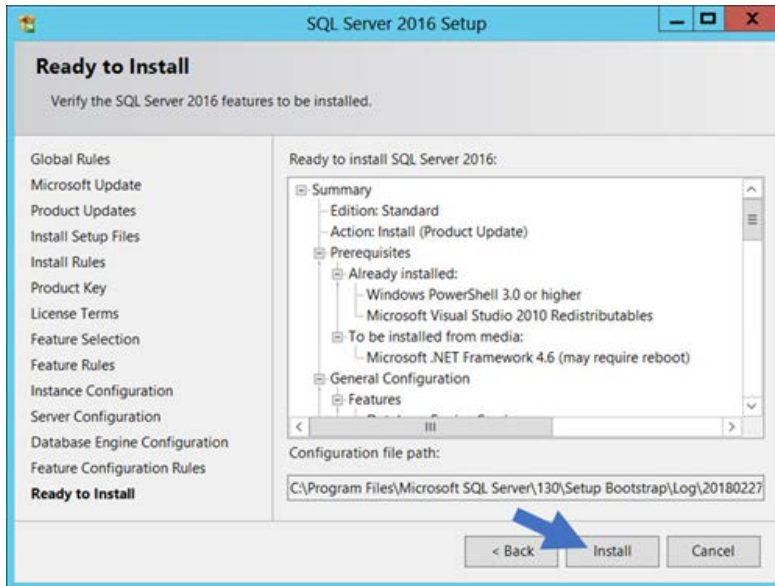 SQL Server 2016 Setup
Ready to Install
Verify the SQL Server 2016 features to be installed.
Global Rules
Microsoft Update
Product Updates
Install Setup Files
Install Rules
Product Key
License Terms
Feature Selection
Feature Rules
Instance Configuration
Server Configuration
Database Engine Configuration
Feature Configuration Rules
Ready to Install
Ready to install SQL Server 2016:
Summary
Edition: Standard
Action: Install (Product Update)
Prerequisites
Already installed:
Windows PowerShell 3.0 or higher
Microsoft Visual Studio 2010 Redistributables
To be installed from media:
Microsoft .NET Framework 4.6 (may require reboot)
General Configuration
Features
Configuration file path:
C:\Program Files\Microsoft SQL Server\130\Setup Bootstrap\Log\20180227
< Back
Install
Cancel